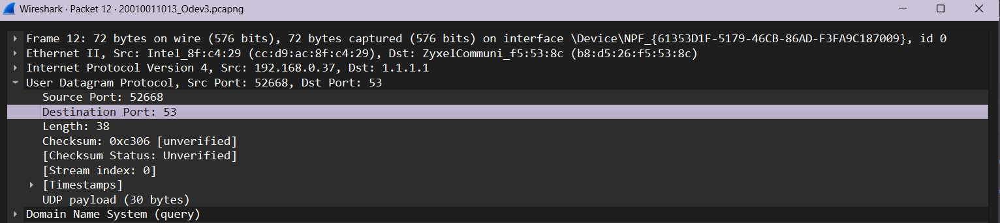 Wireshark · Packet 12 · 20010011013_Odev3.pcapng
Frame 12: 72 bytes on wire (576 bits), 72 bytes captured (576 bits) on interface \Device\NPF_{61353D1F-5179-46CB-86AD-F3FA9C187009}, id 0
Ethernet II, Src: Intel_8f:c4:29 (cc:d9:ac:8f:c4:29), Dst: ZyxelCommuni_f5:53:8c (b8:d5:26:f5:53:8c)
Internet Protocol Version 4, Src: 192.168.0.37, Dst: 1.1.1.1
User Datagram Protocol, Src Port: 52668, Dst Port: 53
Source Port: 52668
Destination Port: 53
Length: 38
Checksum: 0xc306 [unverified]
[Checksum Status: Unverified]
[Stream index: 0]
[Timestamps]
UDP payload (30 bytes)
Domain Name System (query)